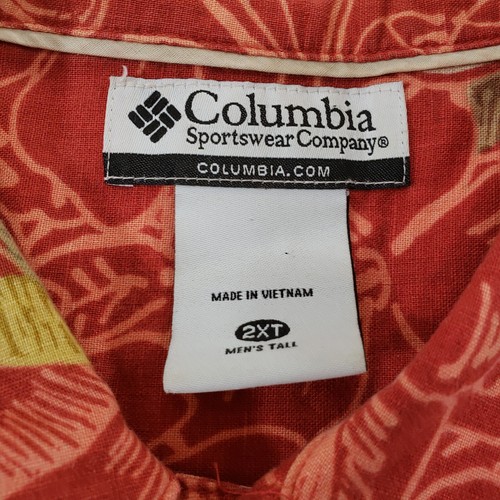 Columbia
Sportswear Company®
COLUMBIA.COM
MADE IN VIETNAM
2XT
MEN'S TALL